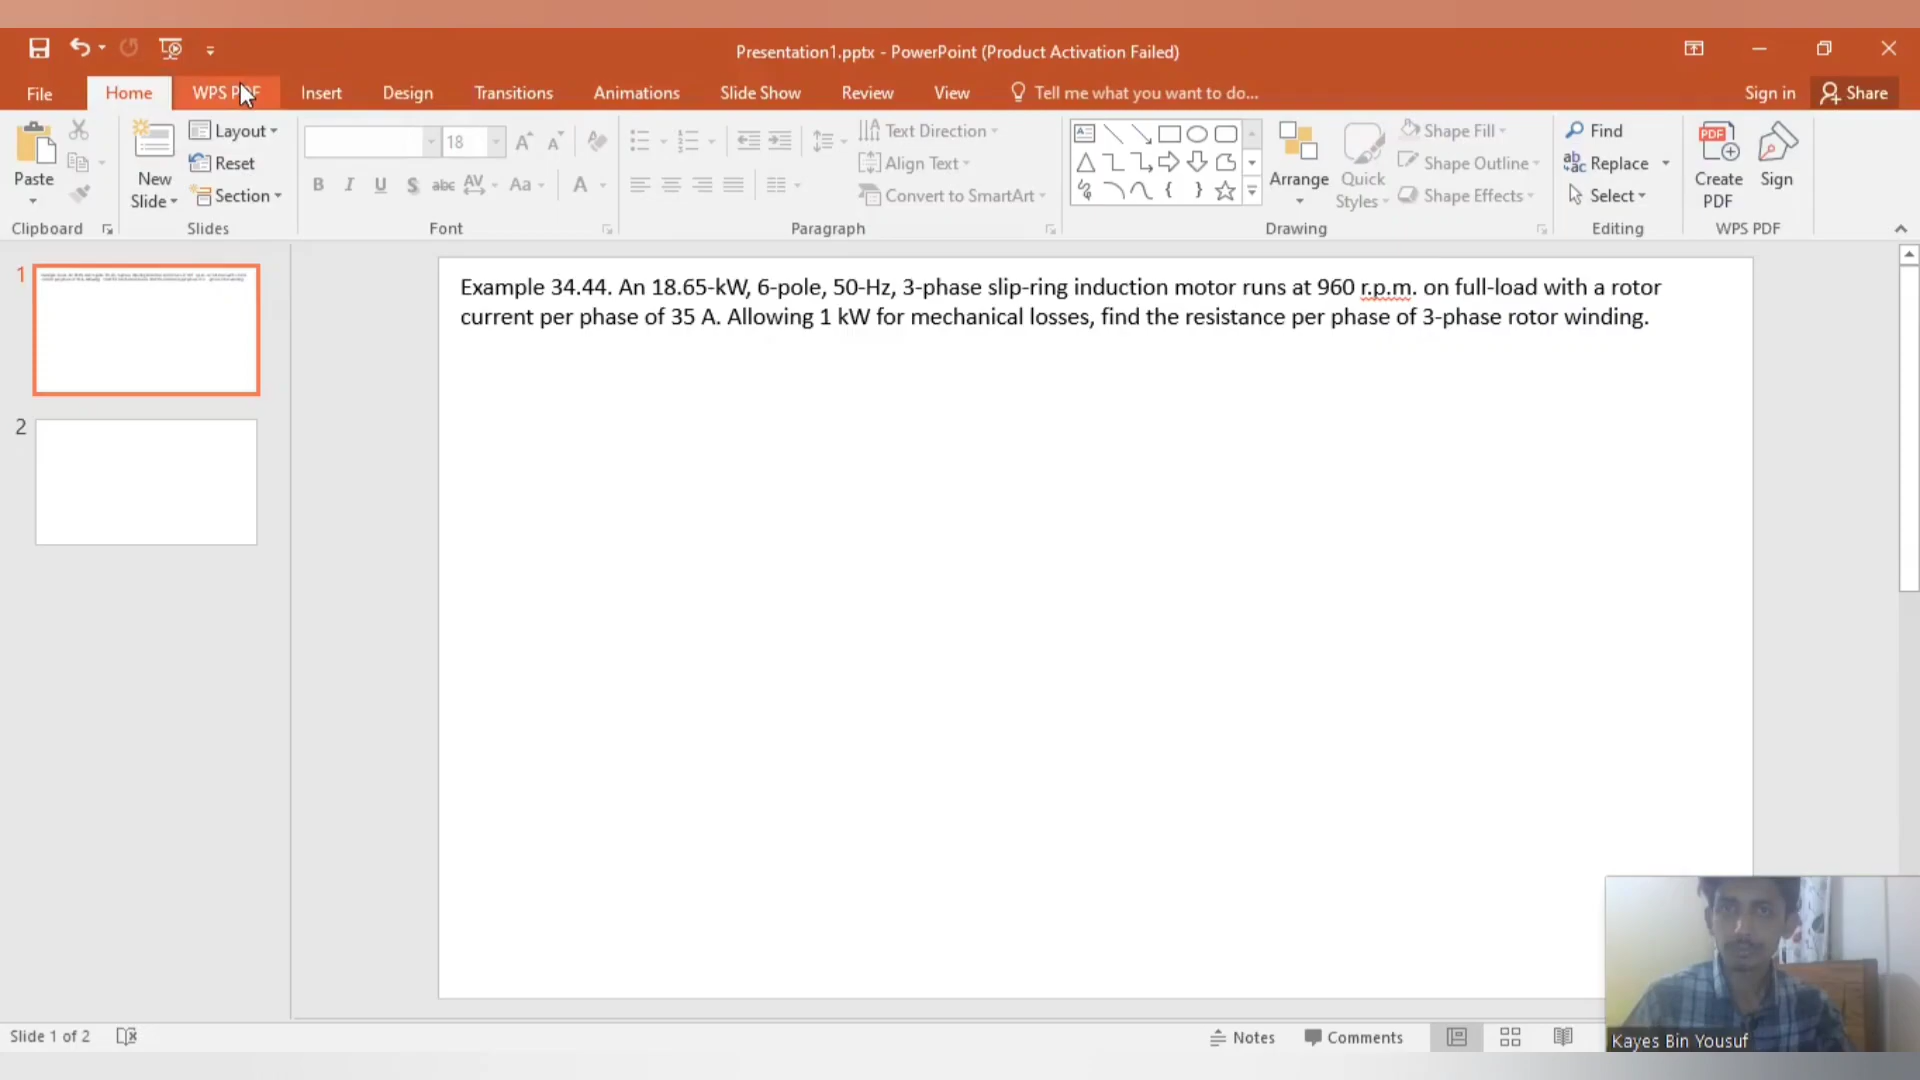 Presentation1.pptx - PowerPoint (Product Activation Failed)
File Home WPS PDF Insert Design Transitions Animations Slide Show Review View Tell me what you want to do... Sign in Share
Paste
New Slide
Layout
Reset
Section
18
B I U S abc AV Aa A
Text Direction
Align Text
Convert to SmartArt
Arrange
Quick Styles
Shape Fill
Shape Outline
Shape Effects
Find
Replace
Select
Create PDF
Sign
Clipboard Slides Font Paragraph Drawing Editing WPS PDF
1
2
Example 34.44. An 18.65-kW, 6-pole, 50-Hz, 3-phase slip-ring induction motor runs at 960 r.p.m. on full-load with a rotor
current per phase of 35 A. Allowing 1 kW for mechanical losses, find the resistance per phase of 3-phase rotor winding.
Kayes Bin Yousuf
Slide 1 of 2 Notes Comments